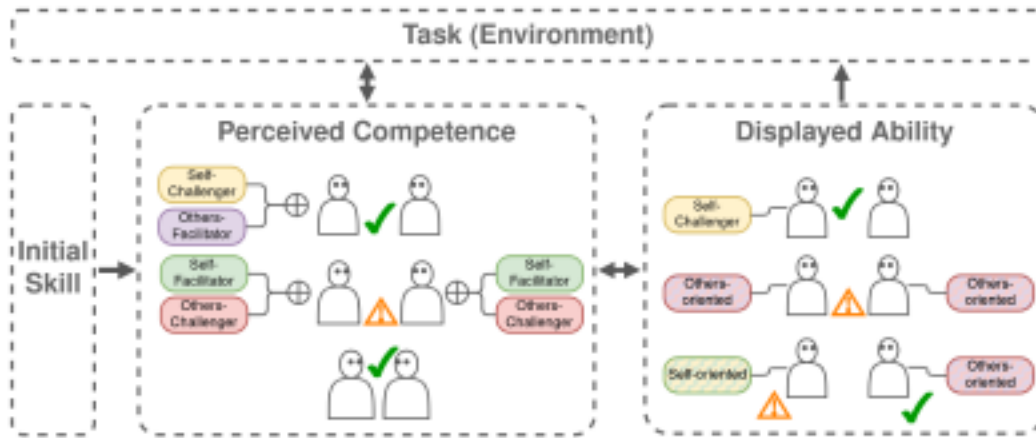 Task (Environment)
Initial
Skill
Perceived Competence
Self-
Challenger
Others-
Facilitator
Self-
Facilitator
Others-
Challenger
Self-
Facilitator
Others-
Challenger
Displayed Ability
Self-
Challenger
Others-
oriented
Others-
oriented
Self-oriented
Others-
oriented